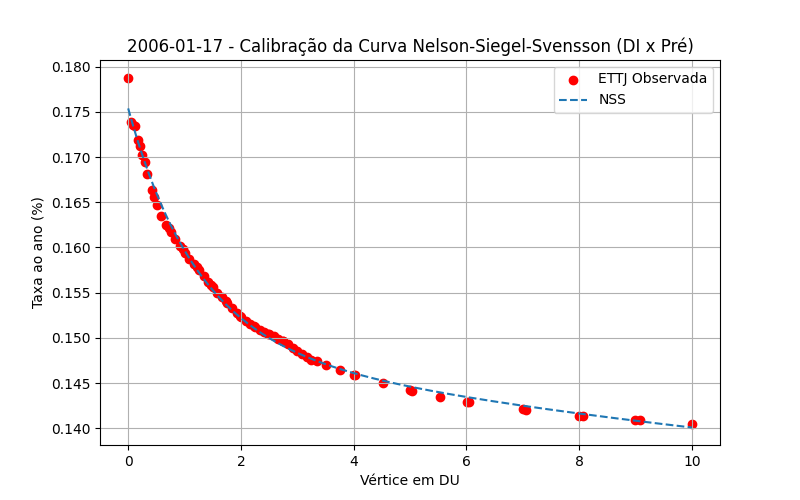 2006-01-17 - Calibração da Curva Nelson-Siegel-Svensson (DI x Pré)
ETTJ Observada
NSS
Taxa ao ano (%)
0.180
0.175
0.170
0.165
0.160
0.155
0.150
0.145
0.140
0 2 4 6 8 10
Vértice em DU